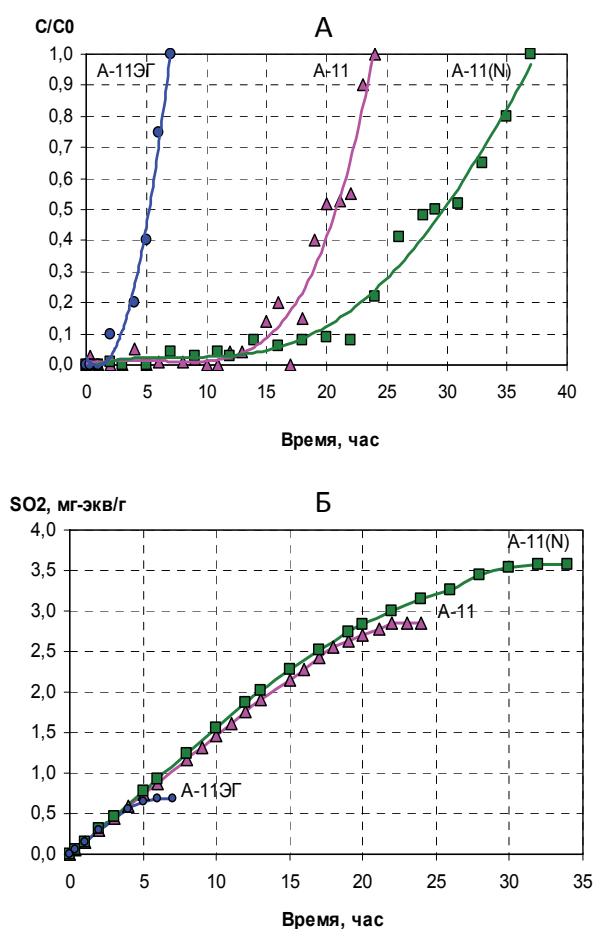 С/С0
А
1,0
А-11ЭГ
А-11
А-11(N)
0,9
0,8
0,7
0,6
0,5
0,4
0,3
0,2
0,1
0,0
0 5 10 15 20 25 30 35 40
Время, час
SO2, мг-экв/г
Б
4,0
А-11(N)
3,5
3,0
А-11
2,5
2,0
1,5
1,0
А-11ЭГ
0,5
0,0
0 5 10 15 20 25 30 35
Время, час